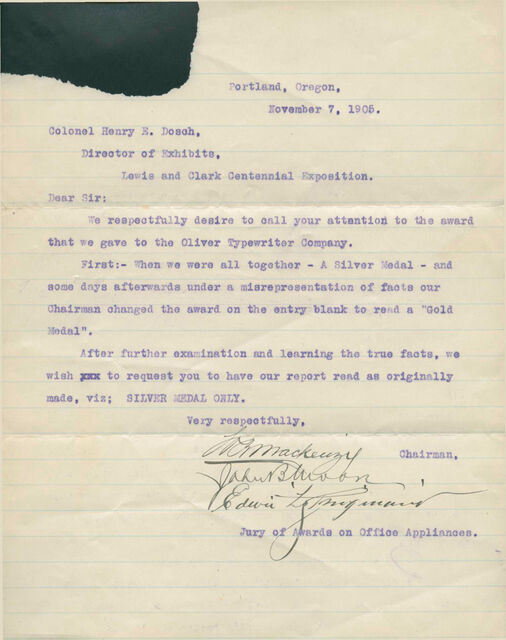 Portland, Oregon,
November 7, 1905.
Colonel Henry E. Dosch,
Director of Exhibits,
Lewis and Clark Centennial Exposition.
Dear Sir:
We respectfully desire to call your attention to the award
that we gave to the Oliver Typewriter Company.
First:- When we were all together - A Silver Medal - and
some days afterwards under a misrepresentation of facts our
Chairman changed the award on the entry blank to read a "Gold
Medal".
After further examination and learning the true facts, we
wish xxx to request you to have our report read as originally
made, viz; SILVER MEDAL ONLY.
Very respectfully,
Mackenzy Chairman,
John B Moon
Edwin
Jury of Awards on Office Appliances.